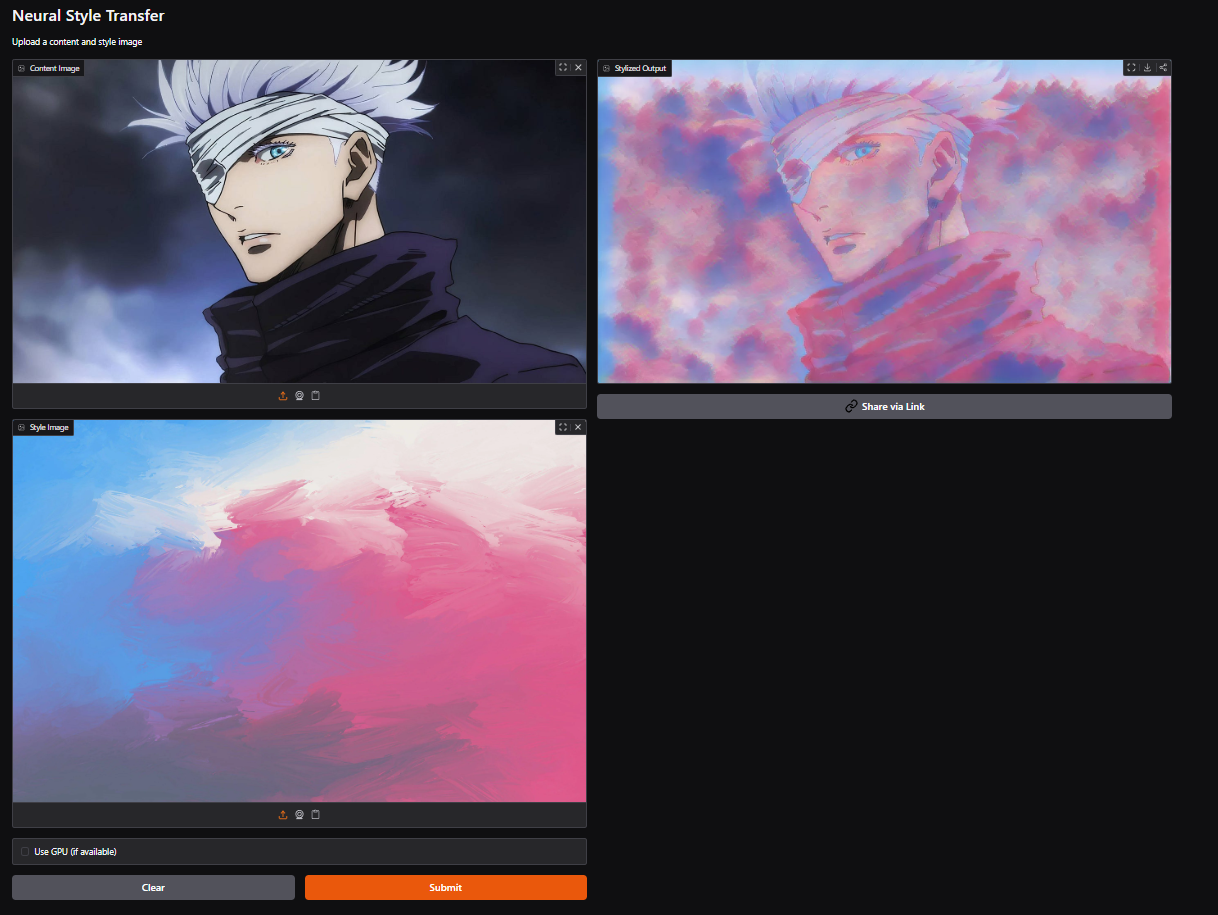 Neural Style Transfer
Upload a content and style image
Content Image
Stylized Output
Share via Link
Style Image
Use GPU (if available)
Clear
Submit